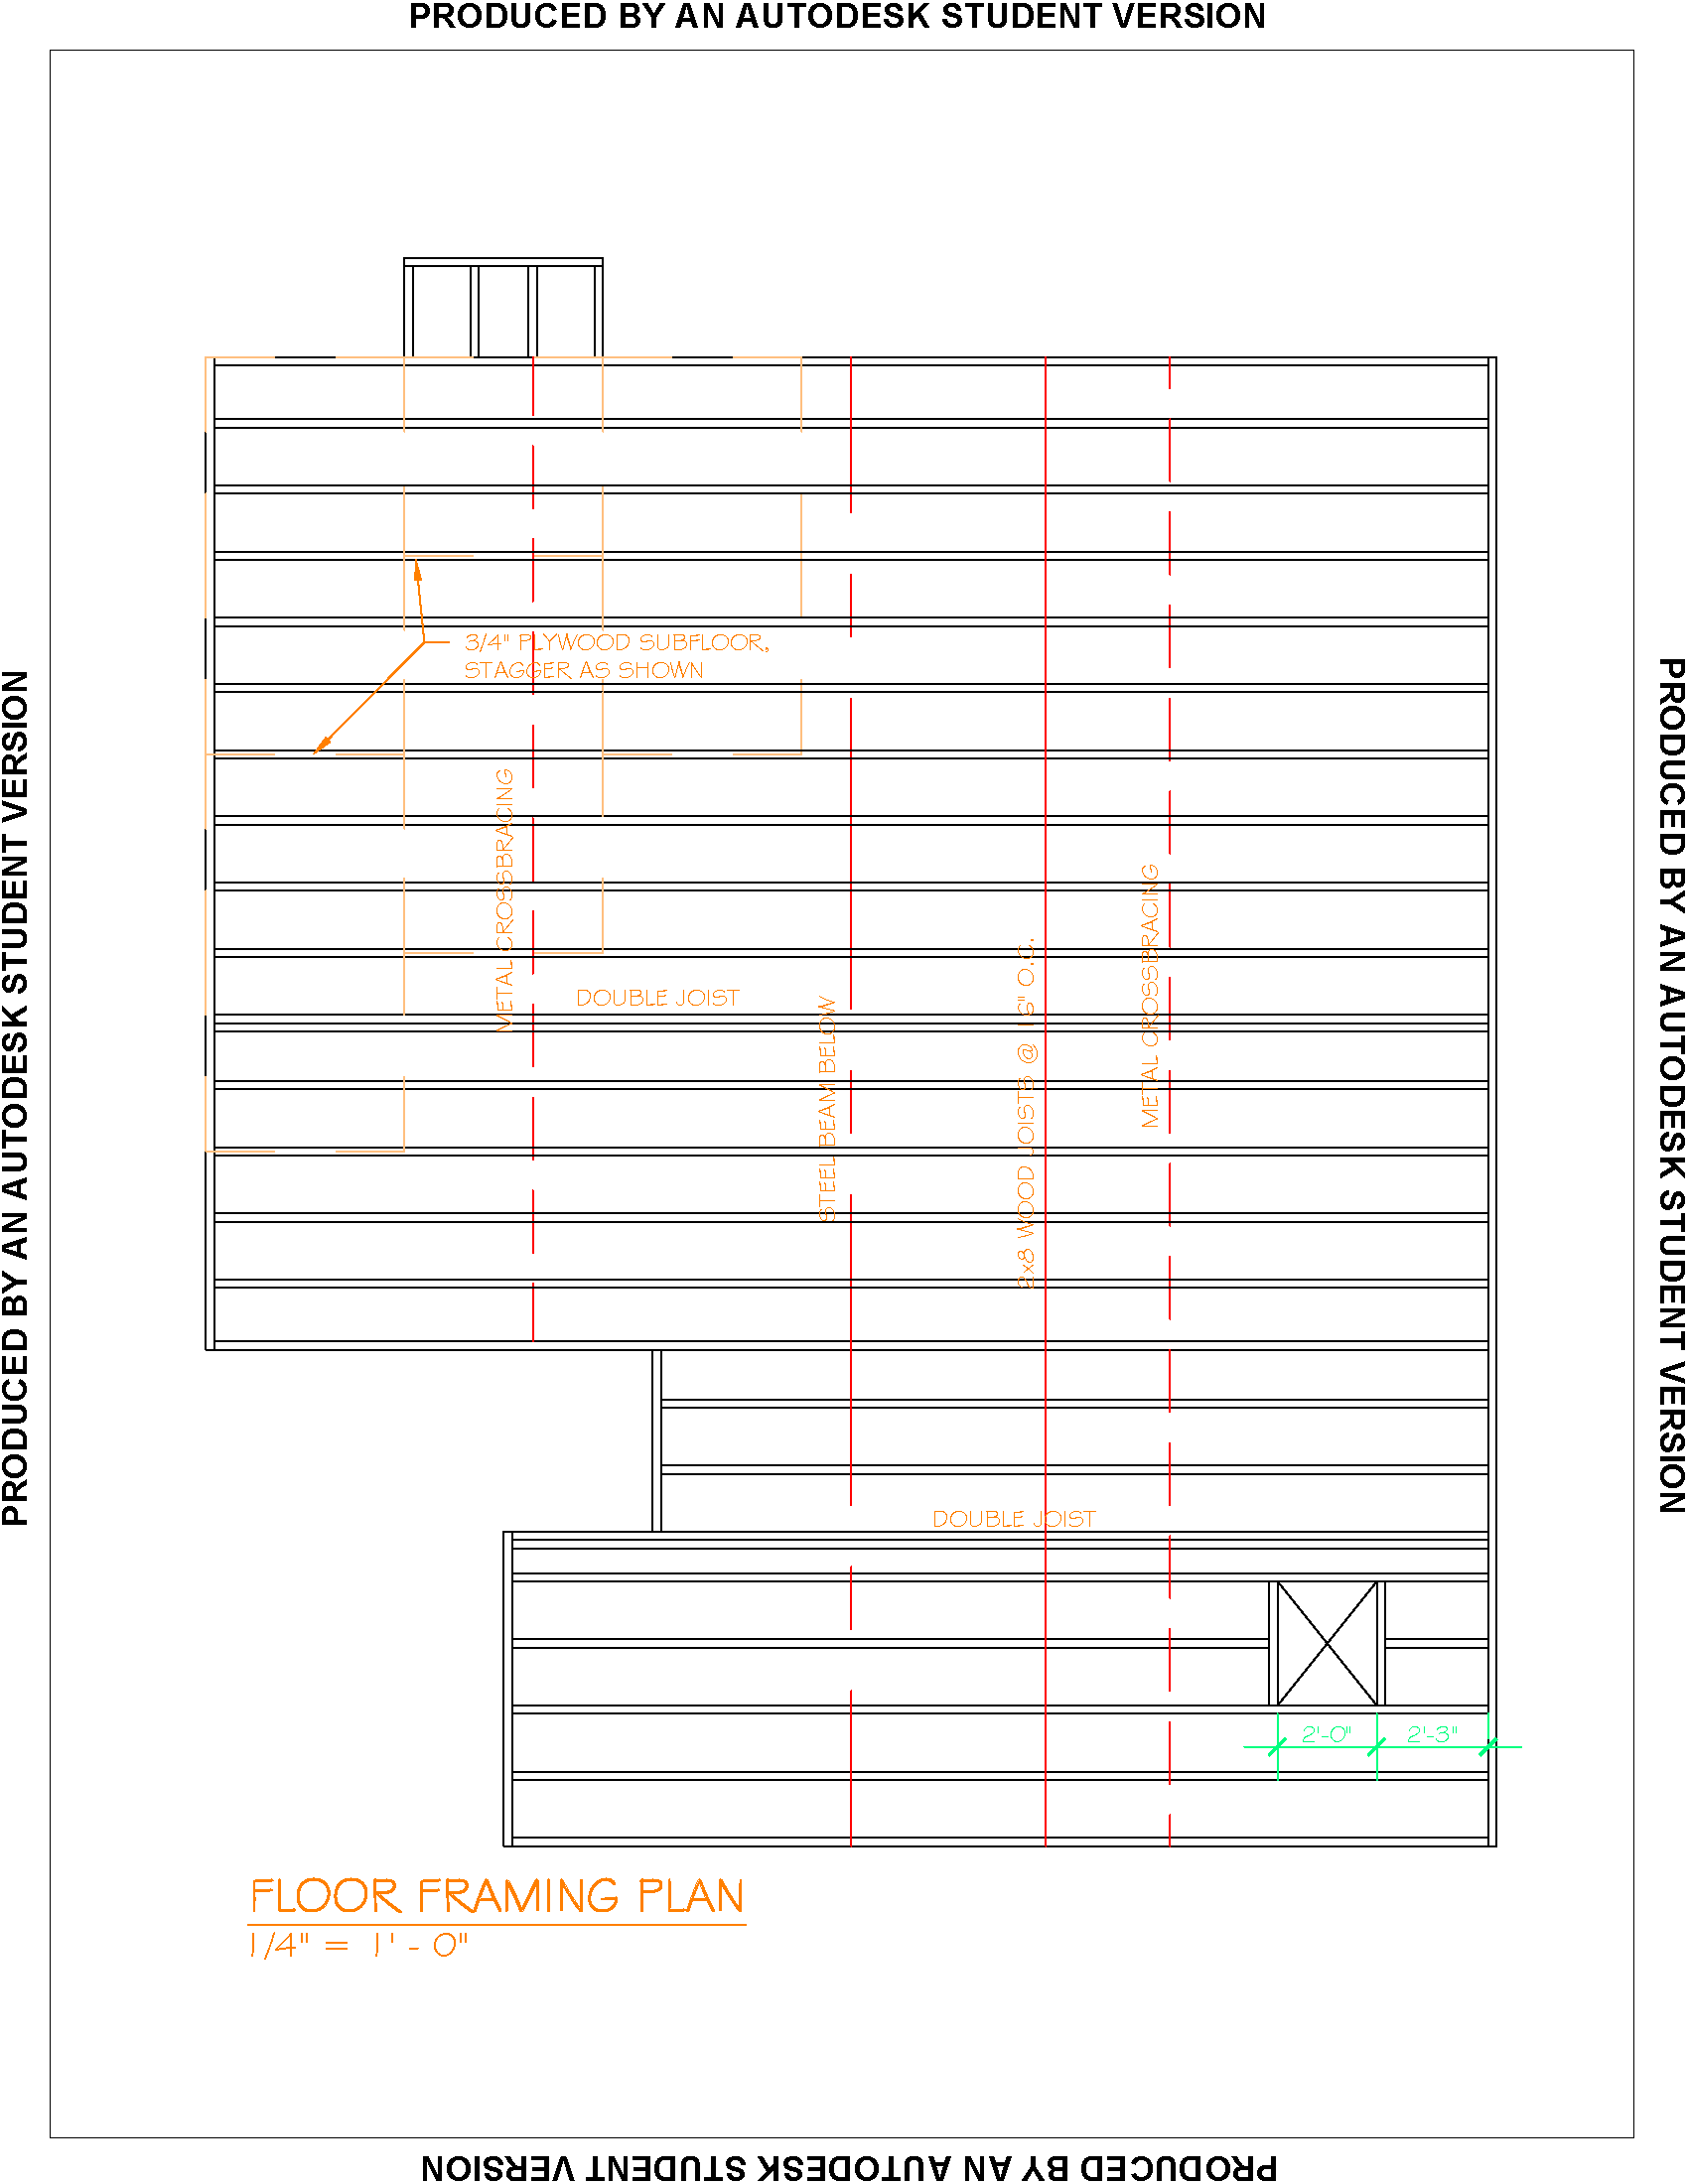 PRODUCED BY AN AUTODESK STUDENT VERSION
PRODUCED BY AN AUTODESK STUDENT VERSION
PRODUCED BY AN AUTODESK STUDENT VERSION
3/4" PLYWOOD SUBFLOOR,
STAGGER AS SHOWN
METAL CROSSBRACING
DOUBLE JOIST
STEEL BEAM BELOW
2x8 WOOD JOISTS @ 16" O.C.
METAL CROSSBRACING
DOUBLE JOIST
2'-0"
2'-3"
FLOOR FRAMING PLAN
1/4" = 1' - 0"
PRODUCED BY AN AUTODESK STUDENT VERSION